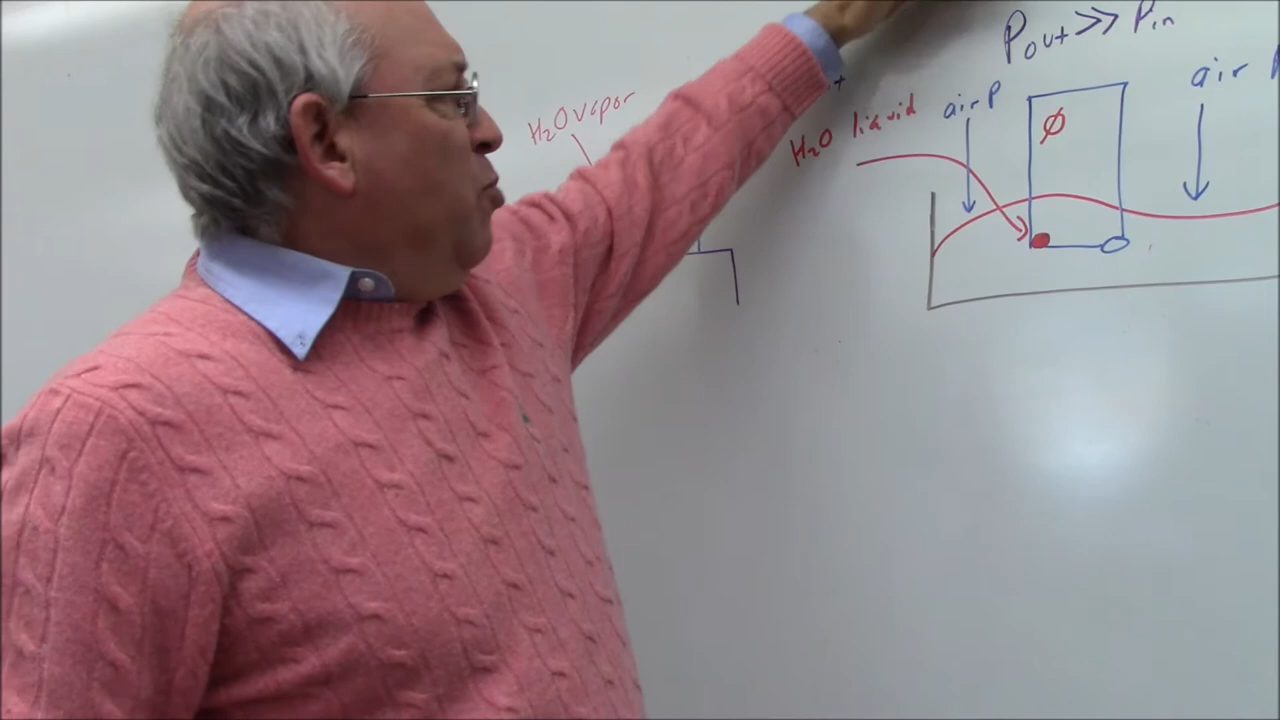 Pout >> Pin
air P
air P
H₂O liquid
H₂O vapor
Ø